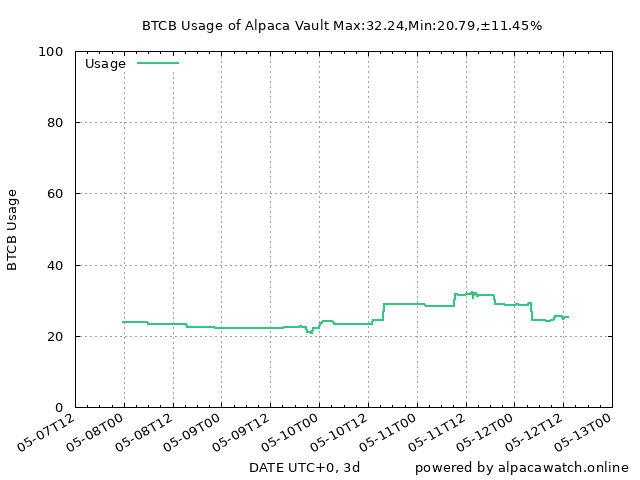 BTCB Usage of Alpaca Vault Max:32.24,Min:20.79,±11.45%
Usage
BTCB Usage
100
80
60
40
20
0
05-07T12
05-08T00
05-08T12
05-09T00
05-09T12
05-10T00
05-10T12
05-11T00
05-11T12
05-12T00
05-12T12
05-13T00
DATE UTC+0, 3d
powered by alpacawatch.online